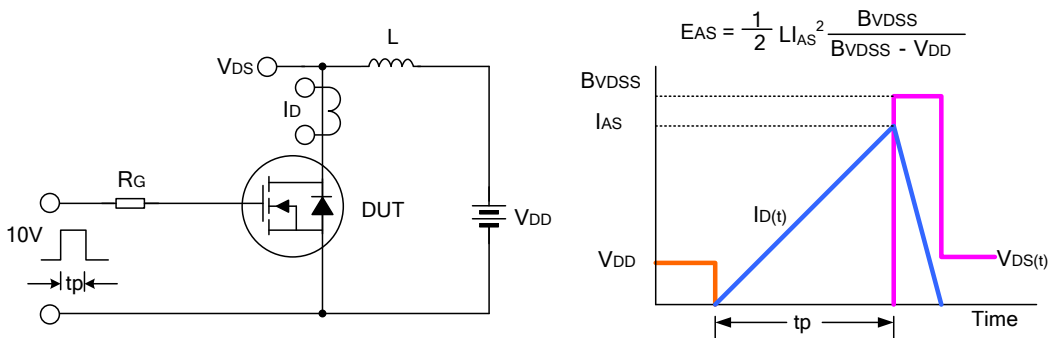 L
VDS
ID
RG
DUT
VDD
10V
tp
EAS = 1/2 LIAS² BVDSS / BVDSS - VDD
BVDSS
IAS
ID(t)
VDD
VDS(t)
tp
Time